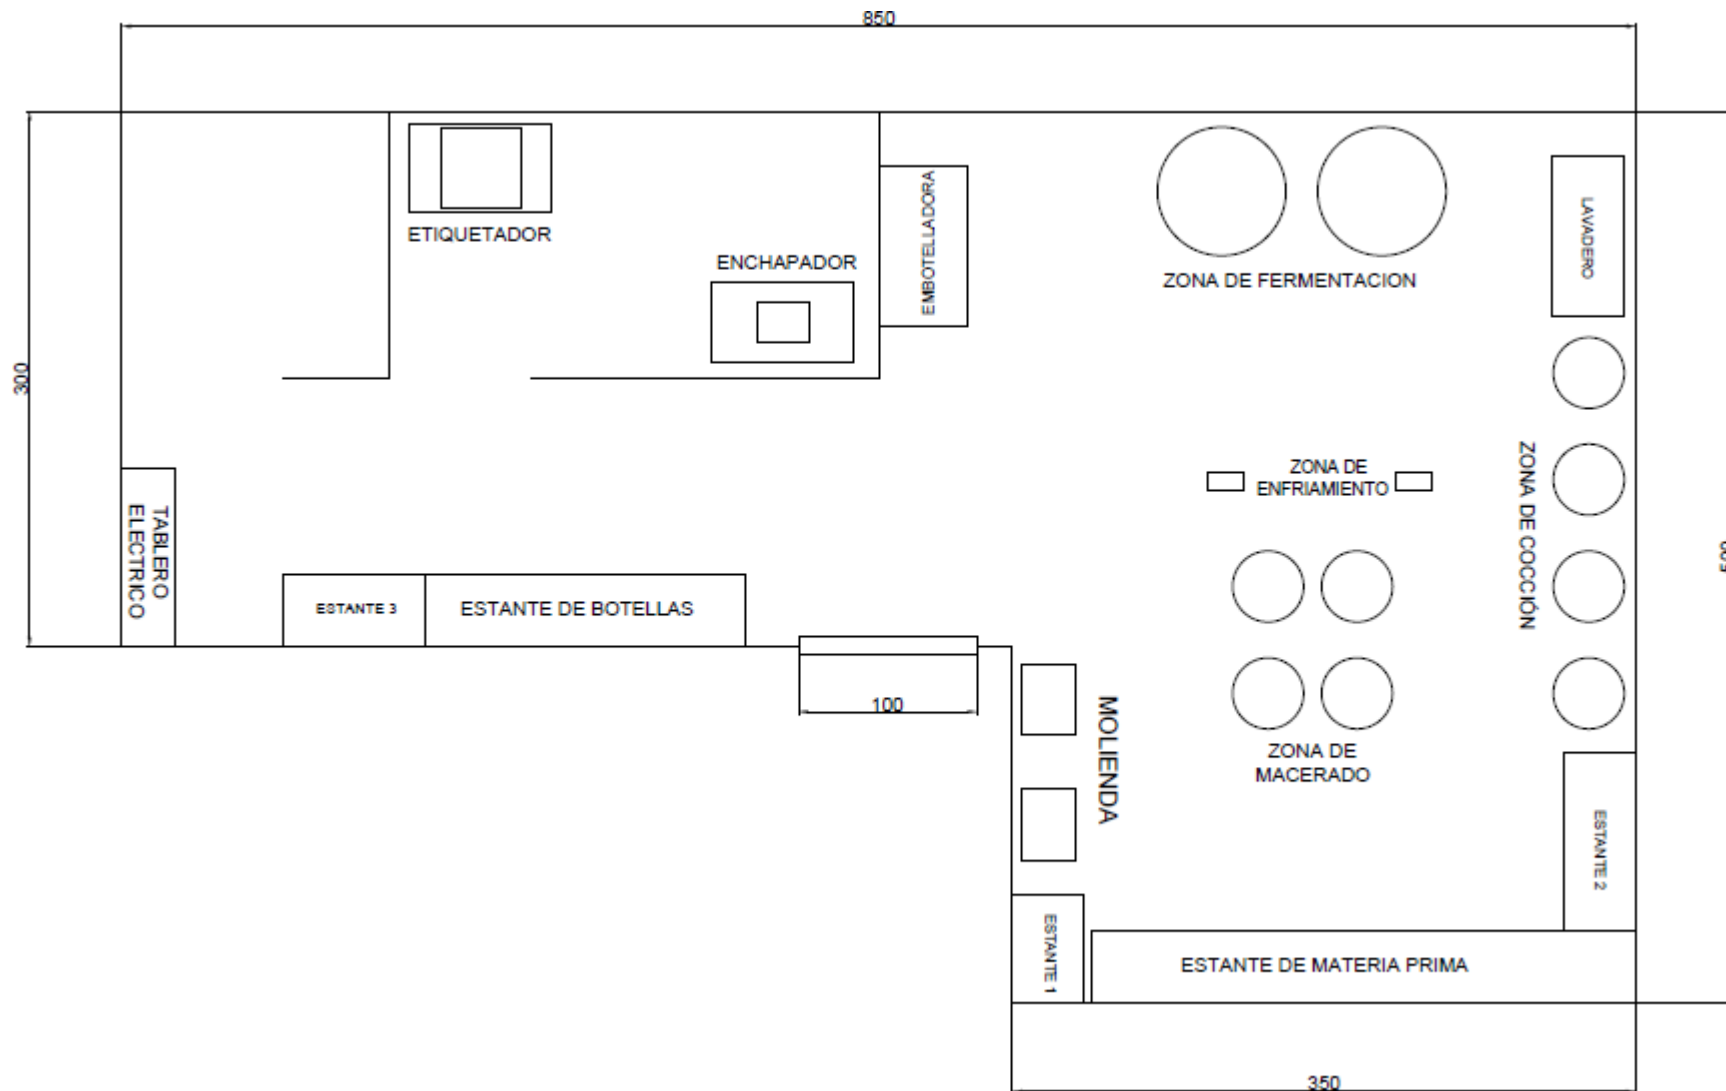 850
ETIQUETADOR
ENCHAPADOR
EMBOTELLADORA
ZONA DE FERMENTACION
LAVADERO
300
ZONA DE
ENFRIAMIENTO
ZONA DE COCCIÓN
TABLERO
ELECTRICO
ESTANTE 3
ESTANTE DE BOTELLAS
100
MOLIENDA
ZONA DE
MACERADO
ESTANTE 2
ESTANTE 1
ESTANTE DE MATERIA PRIMA
350